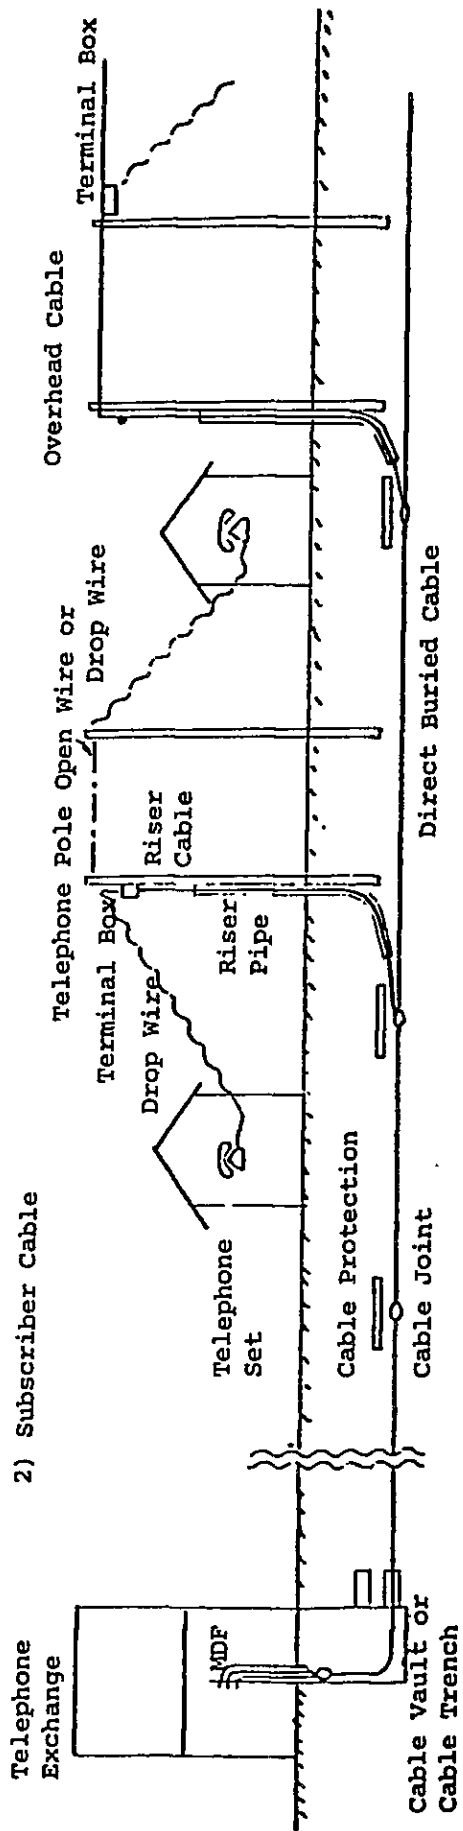 2) Subscriber Cable
Telephone
Exchange
MDF
Cable Vault or
Cable Trench
Telephone
Set
Cable Protection
Cable Joint
Telephone Pole
Terminal Box
Drop Wire
Riser
Cable
Riser
Pipe
Open Wire or
Drop Wire
Direct Buried Cable
Overhead Cable
Terminal Box